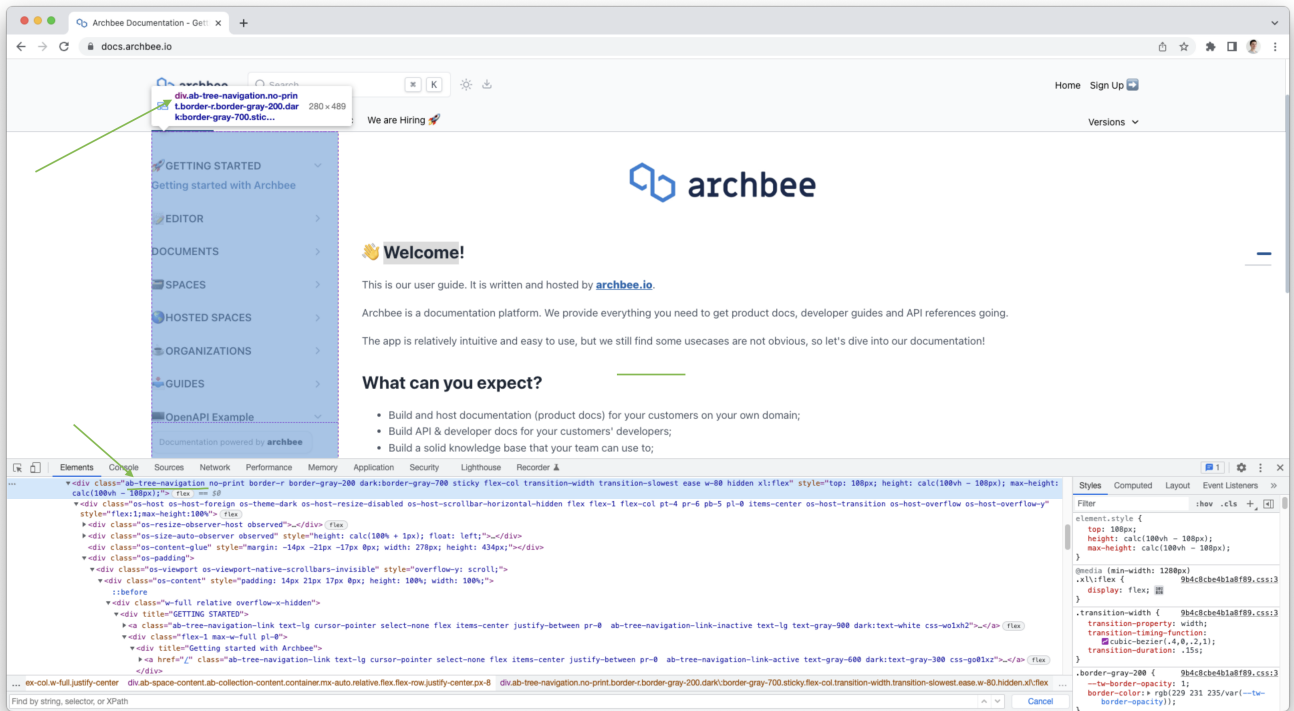 Archbee Documentation - Gett
docs.archbee.io
archbee
Search
⌘ K
Home Sign Up ➡️
div.ab-tree-navigation.no-prin
t.border-r.border-gray-200.dar
k:border-gray-700.stic…
280 × 489
We are Hiring 🚀
Versions
🚀GETTING STARTED
Getting started with Archbee
EDITOR
DOCUMENTS
SPACES
HOSTED SPACES
ORGANIZATIONS
GUIDES
OpenAPI Example
Documentation powered by archbee
archbee
👋 Welcome!
This is our user guide. It is written and hosted by archbee.io.
Archbee is a documentation platform. We provide everything you need to get product docs, developer guides and API references going.
The app is relatively intuitive and easy to use, but we still find some usecases are not obvious, so let's dive into our documentation!
What can you expect?
• Build and host documentation (product docs) for your customers on your own domain;
• Build API & developer docs for your customers' developers;
• Build a solid knowledge base that your team can use to;
Elements Console Sources Network Performance Memory Application Security Lighthouse Recorder 1
<div class="ab-tree-navigation no-print border-r border-gray-200 dark:border-gray-700 sticky flex-col transition-width transition-slowest ease w-80 hidden xl:flex" style="top: 108px; height: calc(100vh - 108px); max-height:
calc(100vh - 108px);"> flex == $0
<div class="os-host os-host-foreign os-theme-dark os-host-resize-disabled os-host-scrollbar-horizontal-hidden flex flex-1 flex-col pt-4 pr-6 pb-5 pl-0 items-center os-host-transition os-host-overflow os-host-overflow-y"
style="flex:1;max-height:100%"> flex
<div class="os-resize-observer-host observed">…</div> flex
<div class="os-size-auto-observer observed" style="height: calc(100% + 1px); float: left;">…</div>
<div class="os-content-glue" style="margin: -14px -21px -17px 0px; width: 278px; height: 434px;"></div>
<div class="os-padding">
<div class="os-viewport os-viewport-native-scrollbars-invisible" style="overflow-y: scroll;">
<div class="os-content" style="padding: 14px 21px 17px 0px; height: 100%; width: 100%;">
::before
<div class="w-full relative overflow-x-hidden">
<div title="GETTING STARTED">
<a class="ab-tree-navigation-link text-lg cursor-pointer select-none flex items-center justify-between pr-0 ab-tree-navigation-link-inactive text-lg text-gray-900 dark:text-white css-wo1xh2">…</a> flex
<div class="flex-1 max-w-full pl-0">
<div title="Getting started with Archbee">
<a href="/" class="ab-tree-navigation-link text-lg cursor-pointer select-none flex items-center justify-between pr-0 ab-tree-navigation-link-active text-gray-600 dark:text-gray-300 css-go01xz">…</a> flex
</div>
… ex-col.w-full.justify-center div.ab-space-content.ab-collection-content.container.mx-auto.relative.flex.flex-row.justify-center.px-8 div.ab-tree-navigation.no-print.border-r.border-gray-200.dark\:border-gray-700.sticky.flex-col.transition-width.transition-slowest.ease.w-80.hidden.xl\:flex …
Find by string, selector, or XPath
Cancel
Styles Computed Layout Event Listeners »
Filter :hov .cls +
element.style {
top: 108px;
height: calc(100vh - 108px);
max-height: calc(100vh - 108px);
}
@media (min-width: 1280px)
.xl\:flex { 9b4c8cbe4b1a8f89.css:3
display: flex;
}
.transition-width { 9b4c8cbe4b1a8f89.css:3
transition-property: width;
transition-timing-function:
cubic-bezier(.4,0,.2,1);
transition-duration: .15s;
}
.border-gray-200 { 9b4c8cbe4b1a8f89.css:3
--tw-border-opacity: 1;
border-color: rgb(229 231 235/var(--tw-
border-opacity));